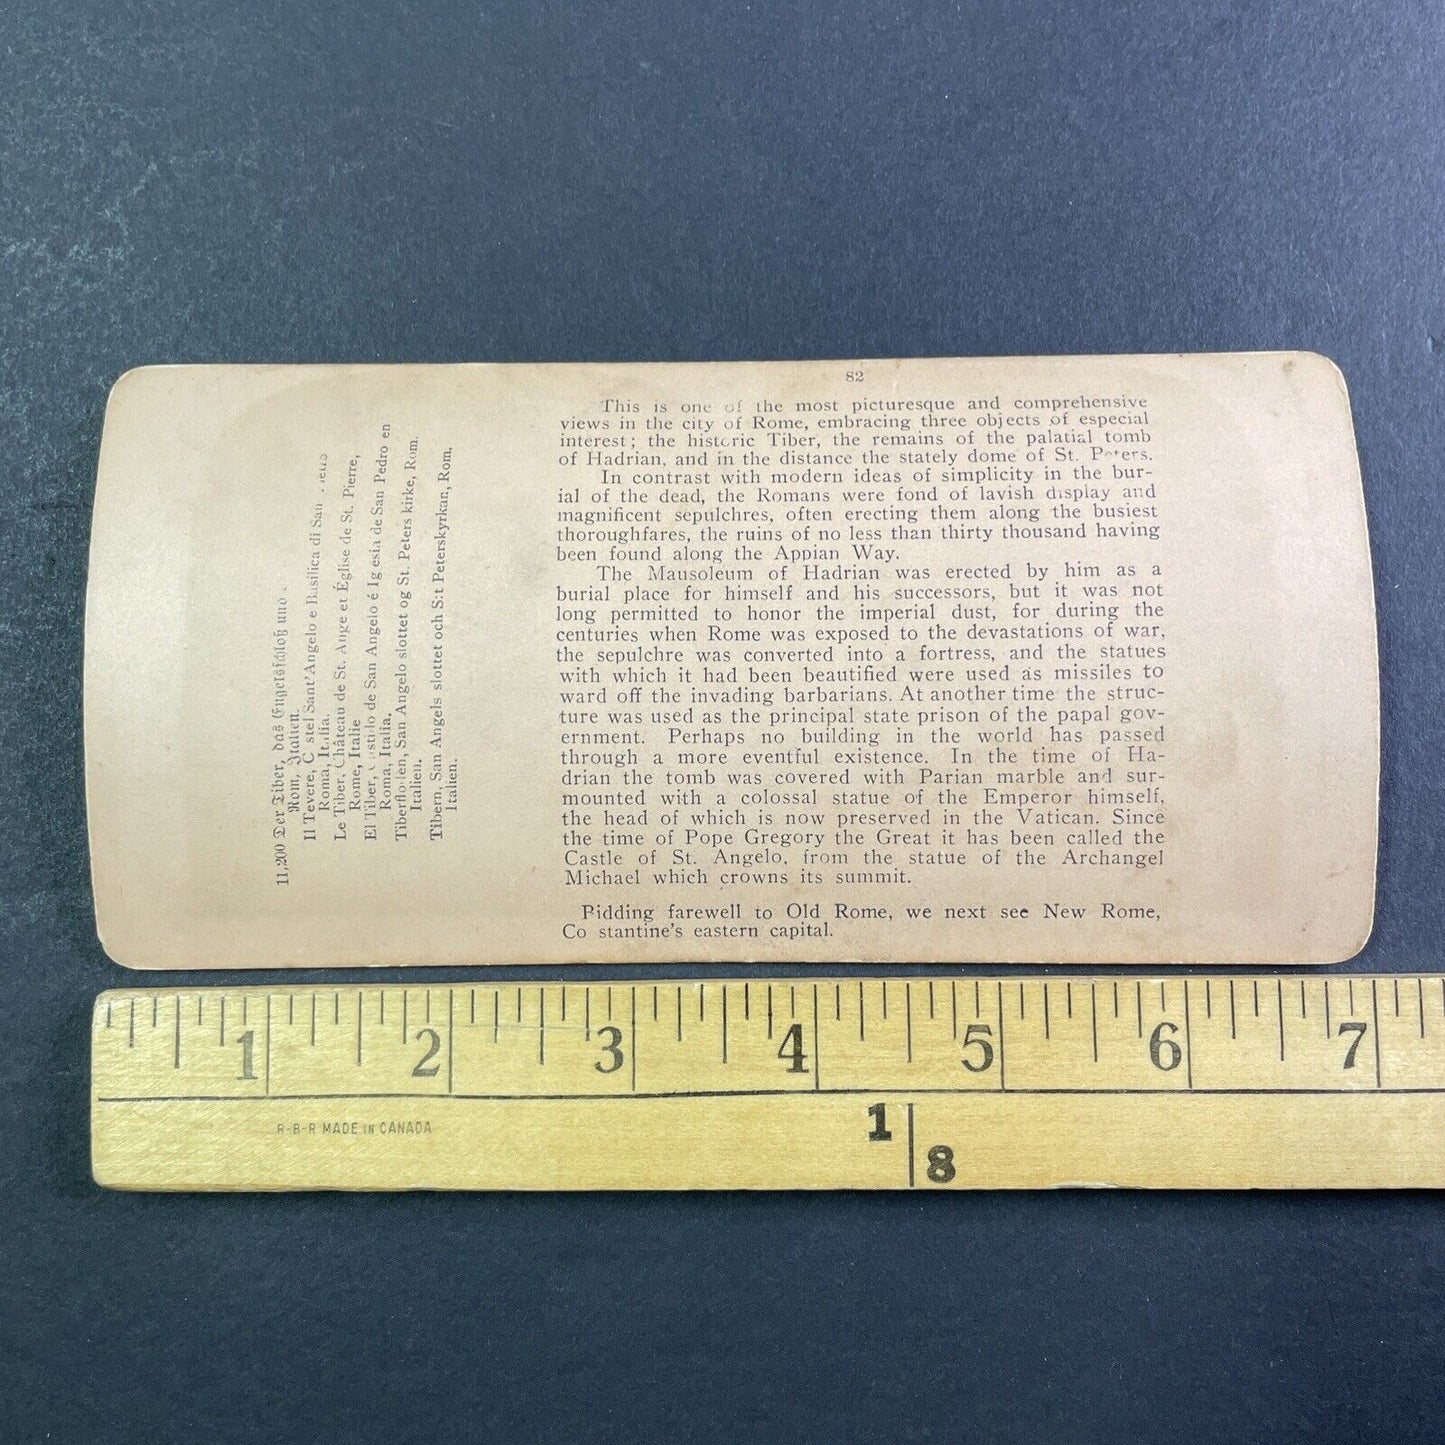 82
This is one of the most picturesque and comprehensive
views in the city of Rome, embracing three objects of especial
interest; the historic Tiber, the remains of the palatial tomb
of Hadrian, and in the distance the stately dome of St. Peters.
In contrast with modern ideas of simplicity in the bur-
ial of the dead, the Romans were fond of lavish display and
magnificent sepulchres, often erecting them along the busiest
thoroughfares, the ruins of no less than thirty thousand having
been found along the Appian Way.
The Mausoleum of Hadrian was erected by him as a
burial place for himself and his successors, but it was not
long permitted to honor the imperial dust, for during the
centuries when Rome was exposed to the devastations of war,
the sepulchre was converted into a fortress, and the statues
with which it had been beautified were used as missiles to
ward off the invading barbarians. At another time the struc-
ture was used as the principal state prison of the papal gov-
ernment. Perhaps no building in the world has passed
through a more eventful existence. In the time of Ha-
drian the tomb was covered with Parian marble and sur-
mounted with a colossal statue of the Emperor himself,
the head of which is now preserved in the Vatican. Since
the time of Pope Gregory the Great it has been called the
Castle of St. Angelo, from the statue of the Archangel
Michael which crowns its summit.
Bidding farewell to Old Rome, we next see New Rome,
Co stantine's eastern capital.
11,200 Der Tiber, das Engelsschloß und
Rom, Italien.
Il Tevere, C stel Sant'Angelo e Basilica di San
Roma, Italia.
Le Tiber, Château de St. Ange et Église de St. Pierre,
Rome, Italie
El Tiber, Castillo de San Angelo é Ig esia de San Pedro en
Roma, Italia.
Tiberfloden, San Angelo slottet og St. Peters kirke, Rom.
Italien.
Tibern, San Angels slottet och S:t Peterskyrkan, Rom.
Italien.
1 2 3 4 5 6 7
R-B-R MADE IN CANADA
1
8